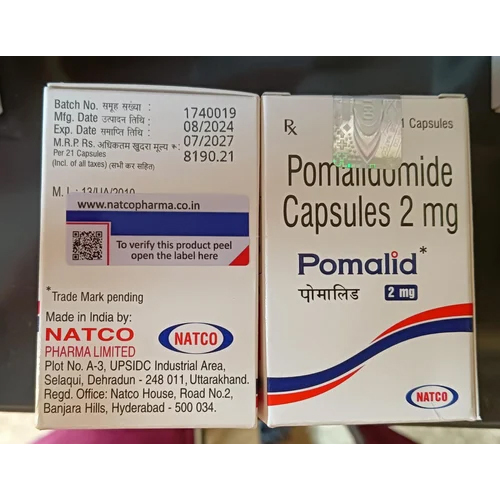 Batch No. समूह संख्या : 1740019
Mfg. Date उत्पादन तिथि : 08/2024
Exp. Date समाप्ति तिथि : 07/2027
M.R.P. Rs. अधिकतम खुदरा मूल्य *: 8190.21
Per 21 Capsules
(Incl. of all taxes) (सभी कर सहित)
M. L.: 13/UA/2010
www.natcopharma.co.in
To verify this product peel
open the label here
*Trade Mark pending
Made in India by:
NATCO
PHARMA LIMITED
NATCO
Plot No. A-3, UPSIDC Industrial Area,
Selaqui, Dehradun - 248 011, Uttarakhand.
Regd. Office: Natco House, Road No.2,
Banjara Hills, Hyderabad - 500 034.
Rx 1 Capsules
Pomalidomide
Capsules 2 mg
Pomalid*
पोमालिड 2 mg
NATCO